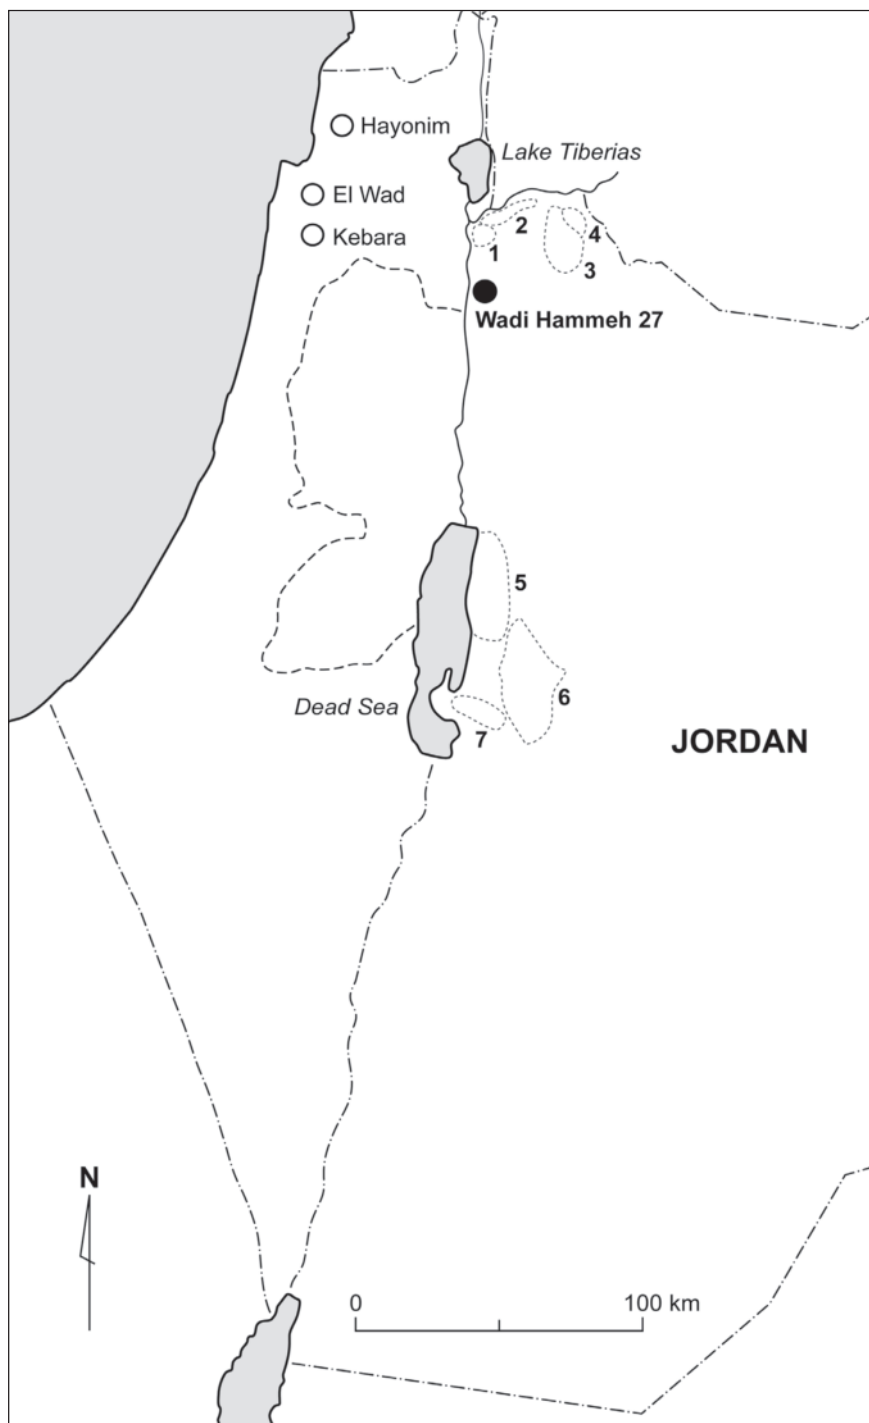 Hayonim
Lake Tiberias
El Wad
2
4
Kebara
1
3
Wadi Hammeh 27
5
6
Dead Sea
7
JORDAN
N
0
100 km